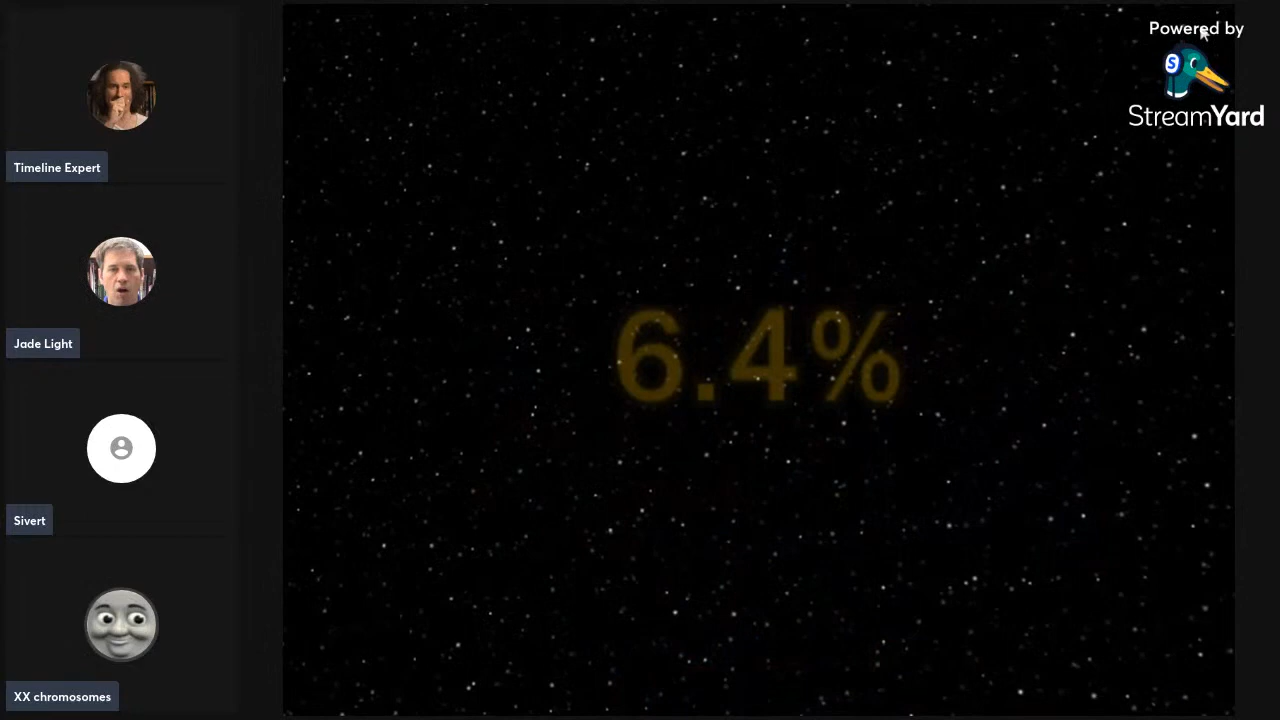 Powered by
S
StreamYard
Timeline Expert
Jade Light
6.4%
Sivert
XX chromosomes